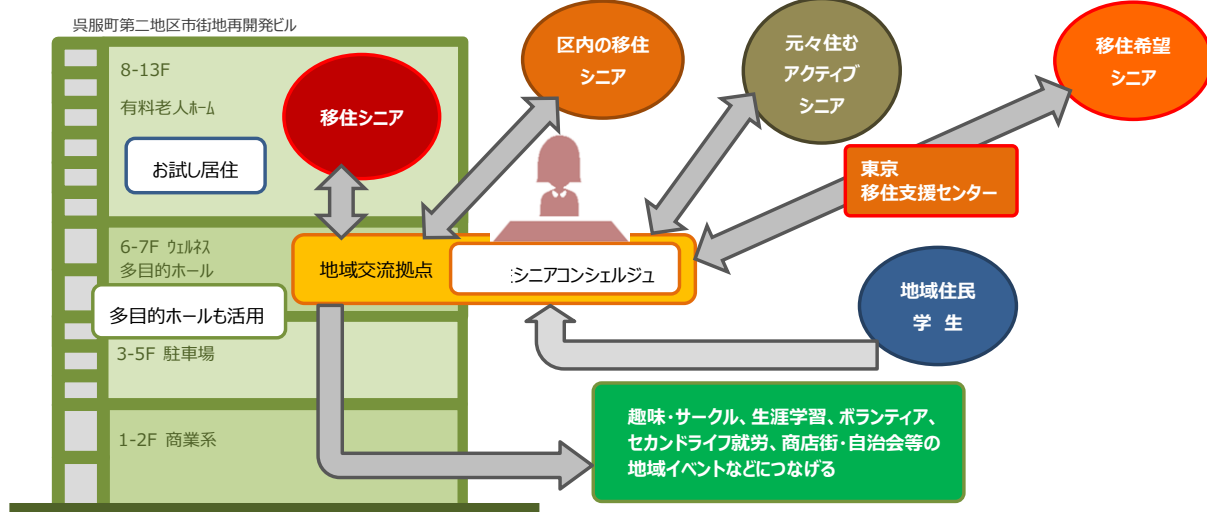 呉服町第二地区市街地再開発ビル
8-13F
有料老人ホーム
お試し居住
移住シニア
区内の移住
シニア
元々住む
アクティブ
シニア
移住希望
シニア
東京
移住支援センター
6-7F ウェルネス
多目的ホール
地域交流拠点
シニアコンシェルジュ
多目的ホールも活用
地域住民
学 生
3-5F 駐車場
1-2F 商業系
趣味・サークル、生涯学習、ボランティア、
セカンドライフ就労、商店街・自治会等の
地域イベントなどにつなげる